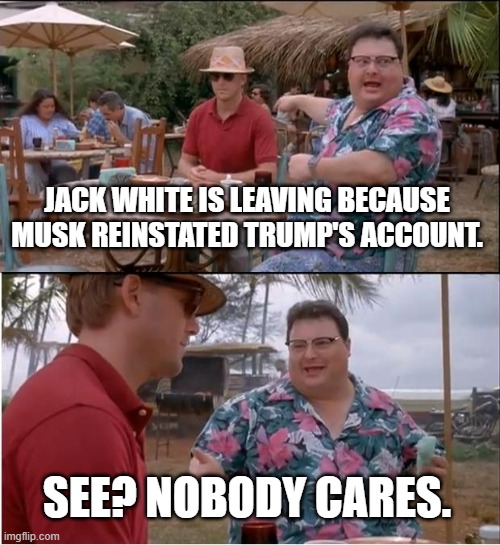 JACK WHITE IS LEAVING BECAUSE
MUSK REINSTATED TRUMP'S ACCOUNT.
SEE? NOBODY CARES.
imgflip.com